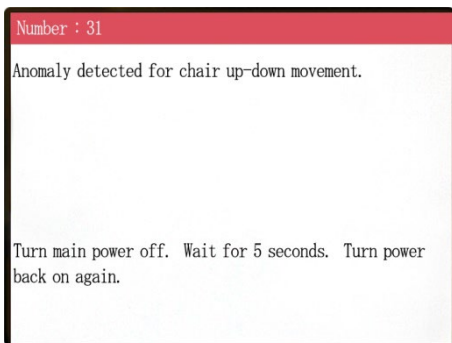 Number : 31
Anomaly detected for chair up-down movement.
Turn main power off. Wait for 5 seconds. Turn power
back on again.